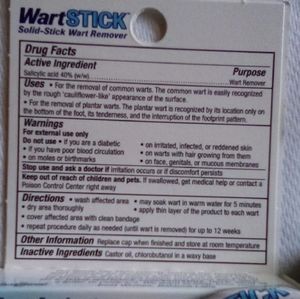 WartSTICK™
Solid-Stick Wart Remover
Drug Facts
Active Ingredient Purpose
Salicylic acid 40% (w/w) Wart Remover
Uses • For the removal of common warts. The common wart is easily recognized
by the rough 'cauliflower-like' appearance of the surface.
• For the removal of plantar warts. The plantar wart is recognized by its location only on
the bottom of the foot, its tenderness, and the interruption of the footprint pattern.
Warnings
For external use only
Do not use • if you are a diabetic • on irritated, infected, or reddened skin
• if you have poor blood circulation • on warts with hair growing from them
• on moles or birthmarks • on face, genitals, or mucous membranes
Stop use and ask a doctor if irritation occurs or if discomfort persists
Keep out of reach of children and pets. If swallowed, get medical help or contact a
Poison Control Center right away
Directions • wash affected area • may soak wart in warm water for 5 minutes
• dry area thoroughly • apply thin layer of the product to each wart
• cover affected area with clean bandage
• repeat procedure daily as needed (until wart is removed) for up to 12 weeks
Other Information Replace cap when finished and store at room temperature
Inactive Ingredients Castor oil, chlorobutanol in a waxy base